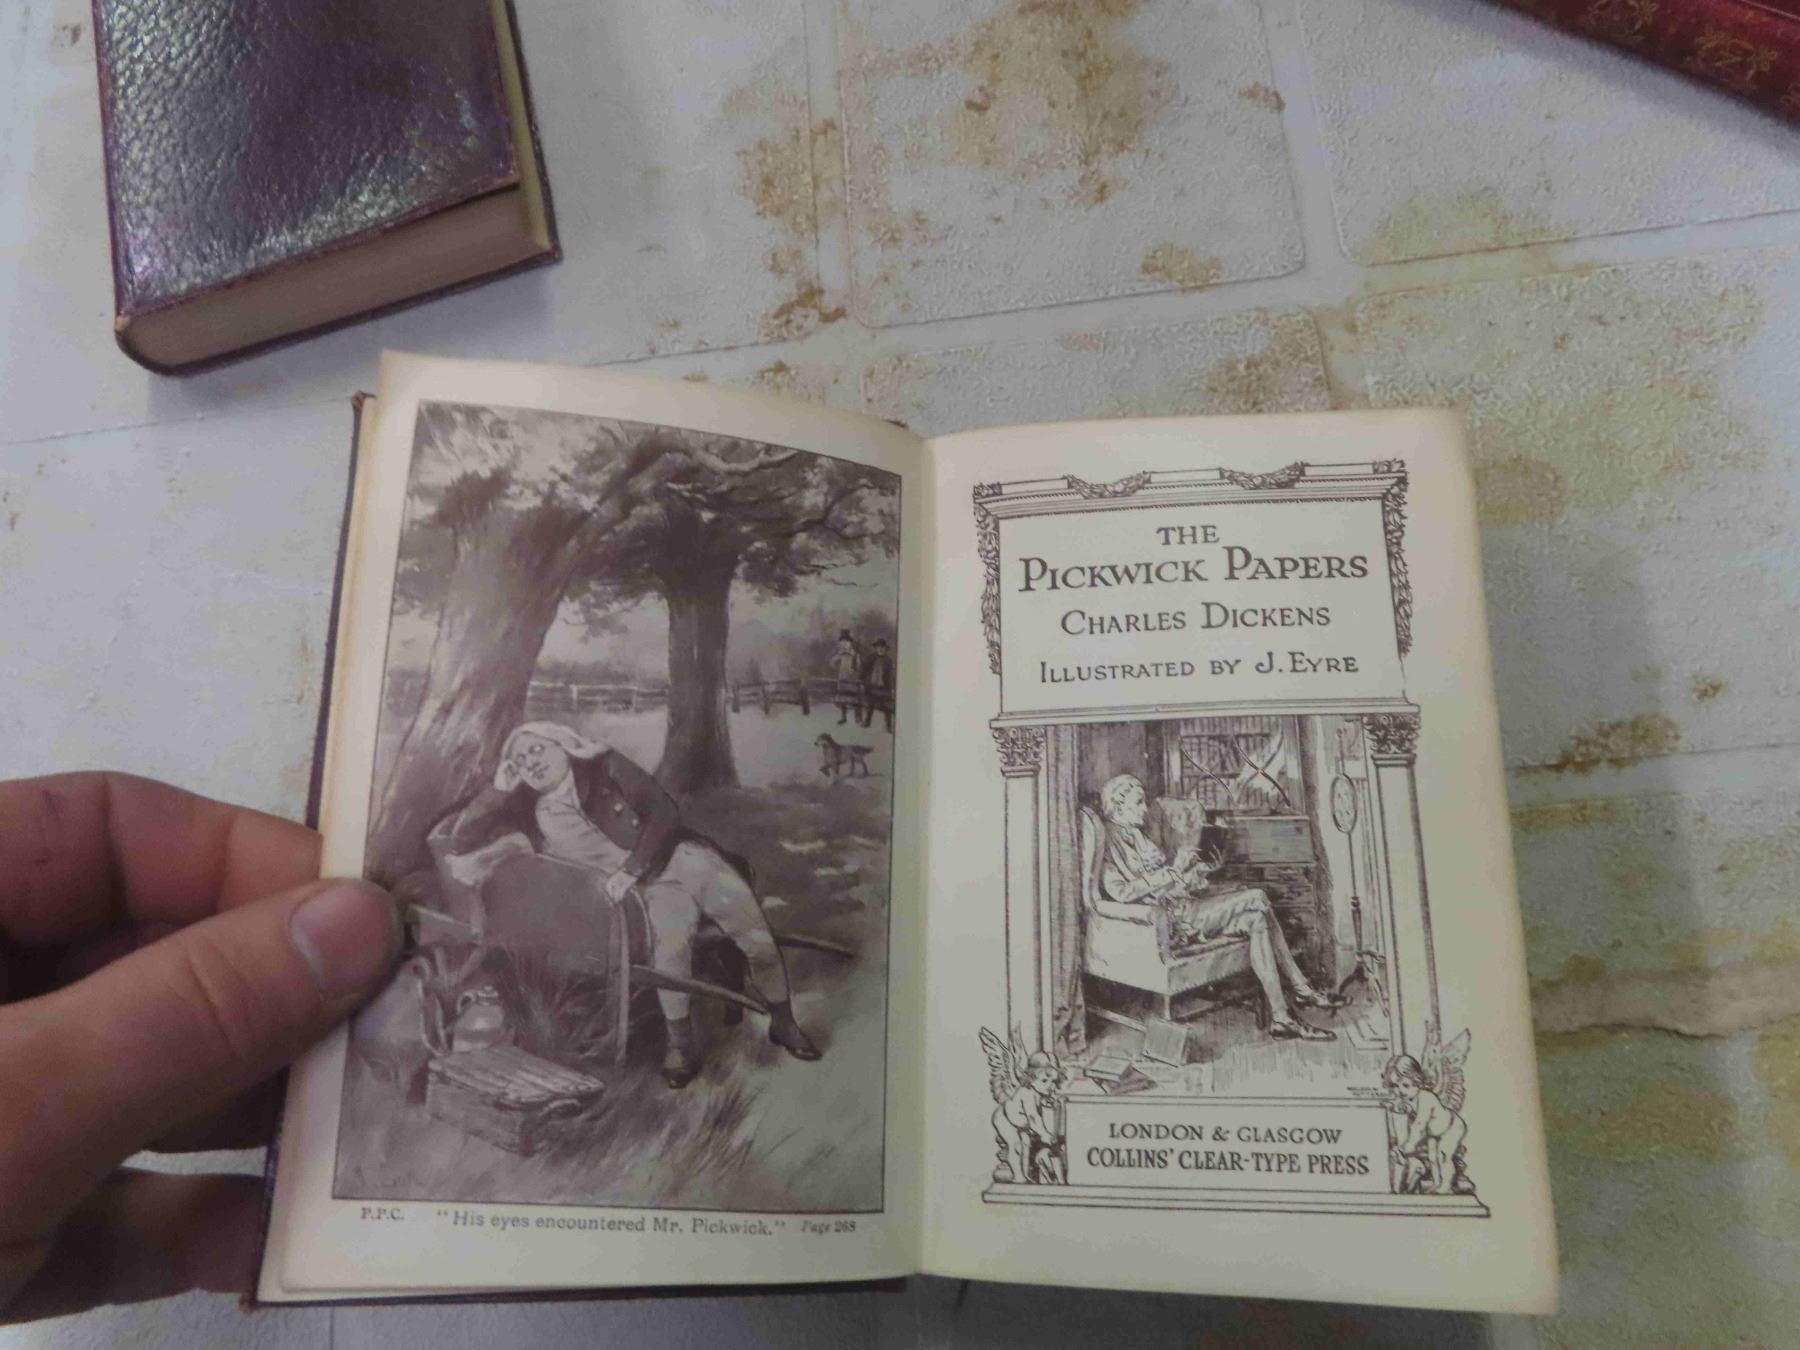 P.P.C. "His eyes encountered Mr. Pickwick." Page 268
THE
PICKWICK PAPERS
CHARLES DICKENS
ILLUSTRATED BY J. EYRE
LONDON & GLASGOW
COLLINS' CLEAR-TYPE PRESS